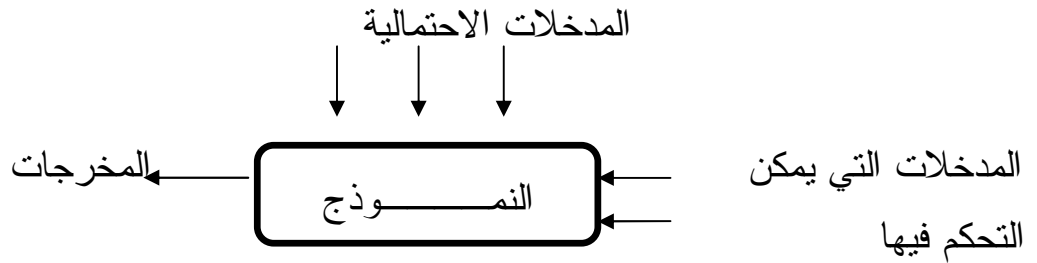 المدخلات الاحتمالية
المدخلات التي يمكن
التحكم فيها
النمـــــــوذج
المخرجات